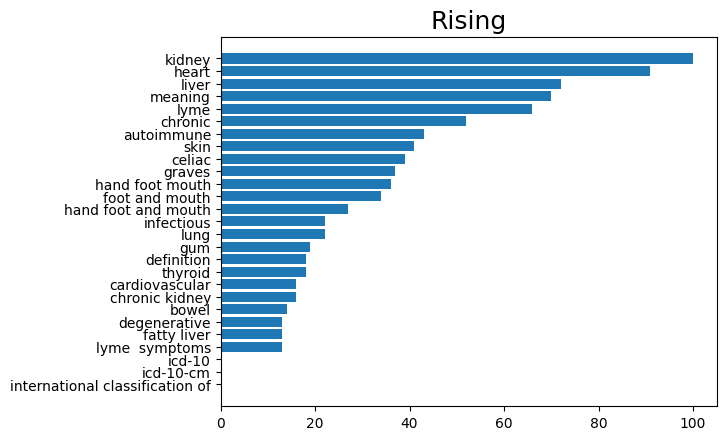 Rising
kidney
heart
liver
meaning
lyme
chronic
autoimmune
skin
celiac
graves
hand foot mouth
foot and mouth
hand foot and mouth
infectious
lung
gum
definition
thyroid
cardiovascular
chronic kidney
bowel
degenerative
fatty liver
lyme  symptoms
icd-10
icd-10-cm
international classification of
0 20 40 60 80 100